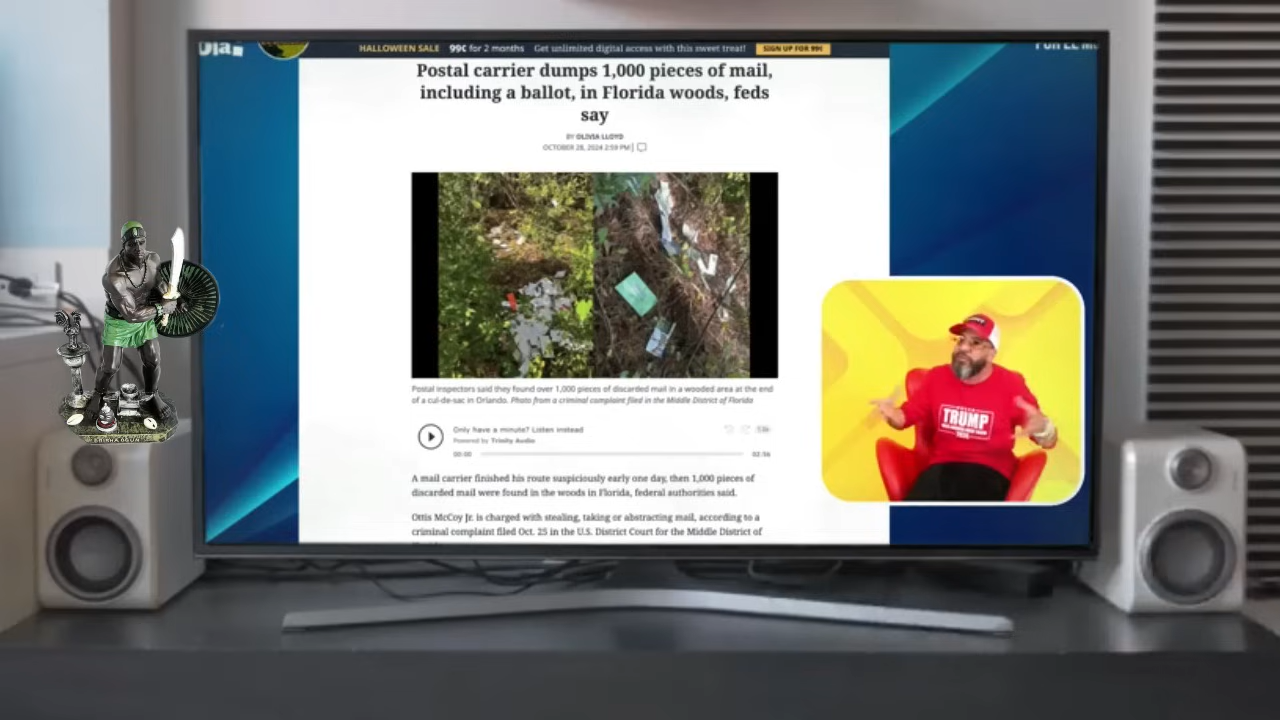 Día
HALLOWEEN SALE 99¢ for 2 months Get unlimited digital access with this sweet treat! SIGN UP FOR 99¢
POR EL M
Postal carrier dumps 1,000 pieces of mail,
including a ballot, in Florida woods, feds
say
BY OLIVIA LLOYD
OCTOBER 28, 2024 2:59 PM
Postal inspectors said they found over 1,000 pieces of discarded mail in a wooded area at the end
of a cul-de-sac in Orlando. Photo from a criminal complaint filed in the Middle District of Florida
Only have a minute? Listen instead
Powered by Trinity Audio
00:00
02:56
A mail carrier finished his route suspiciously early one day, then 1,000 pieces of
discarded mail were found in the woods in Florida, federal authorities said.
Ottis McCoy Jr. is charged with stealing, taking or abstracting mail, according to a
criminal complaint filed Oct. 25 in the U.S. District Court for the Middle District of
TRUMP